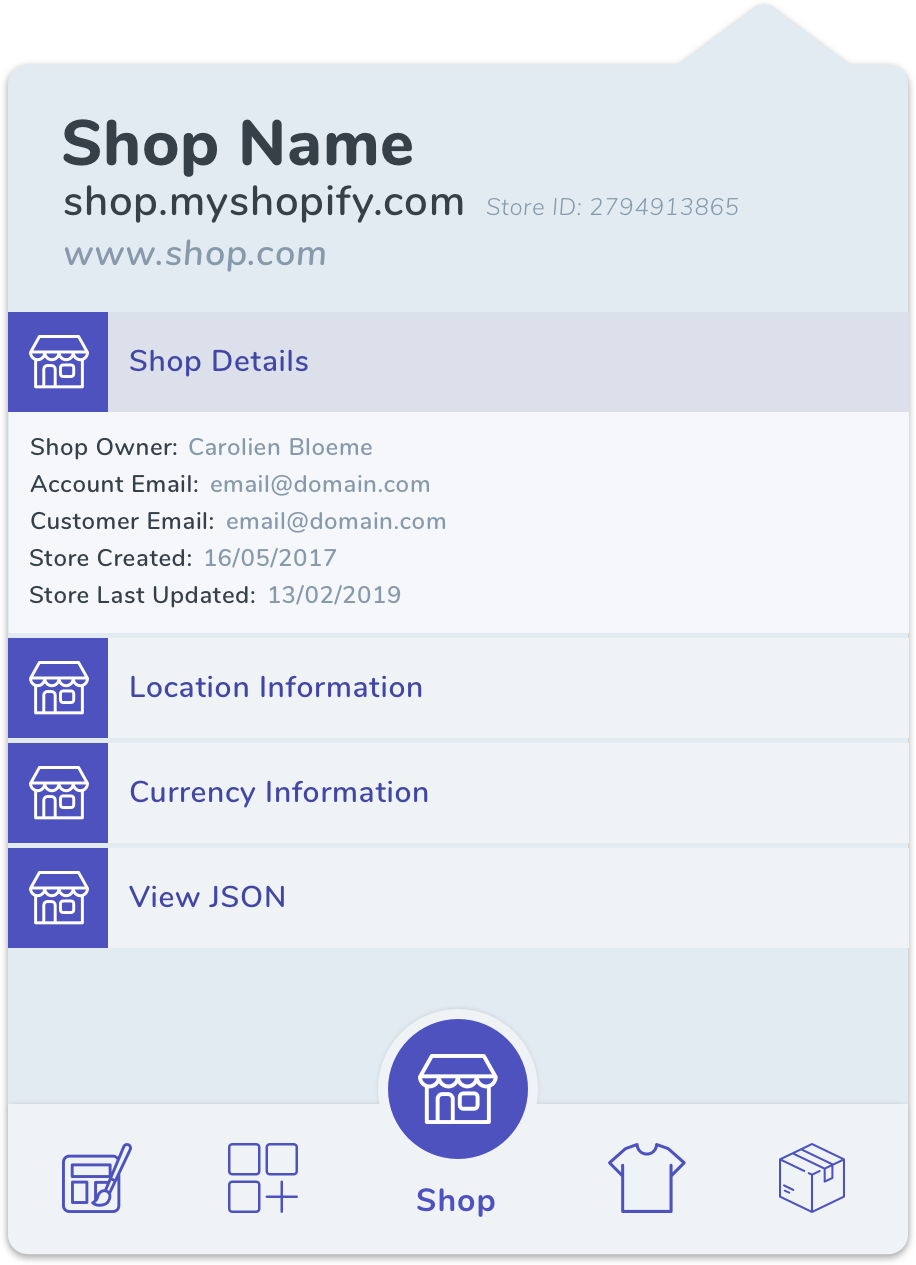 Shop Name
shop.myshopify.com Store ID: 2794913865
www.shop.com
Shop Details
Shop Owner: Carolien Bloeme
Account Email: email@domain.com
Customer Email: email@domain.com
Store Created: 16/05/2017
Store Last Updated: 13/02/2019
Location Information
Currency Information
View JSON
Shop